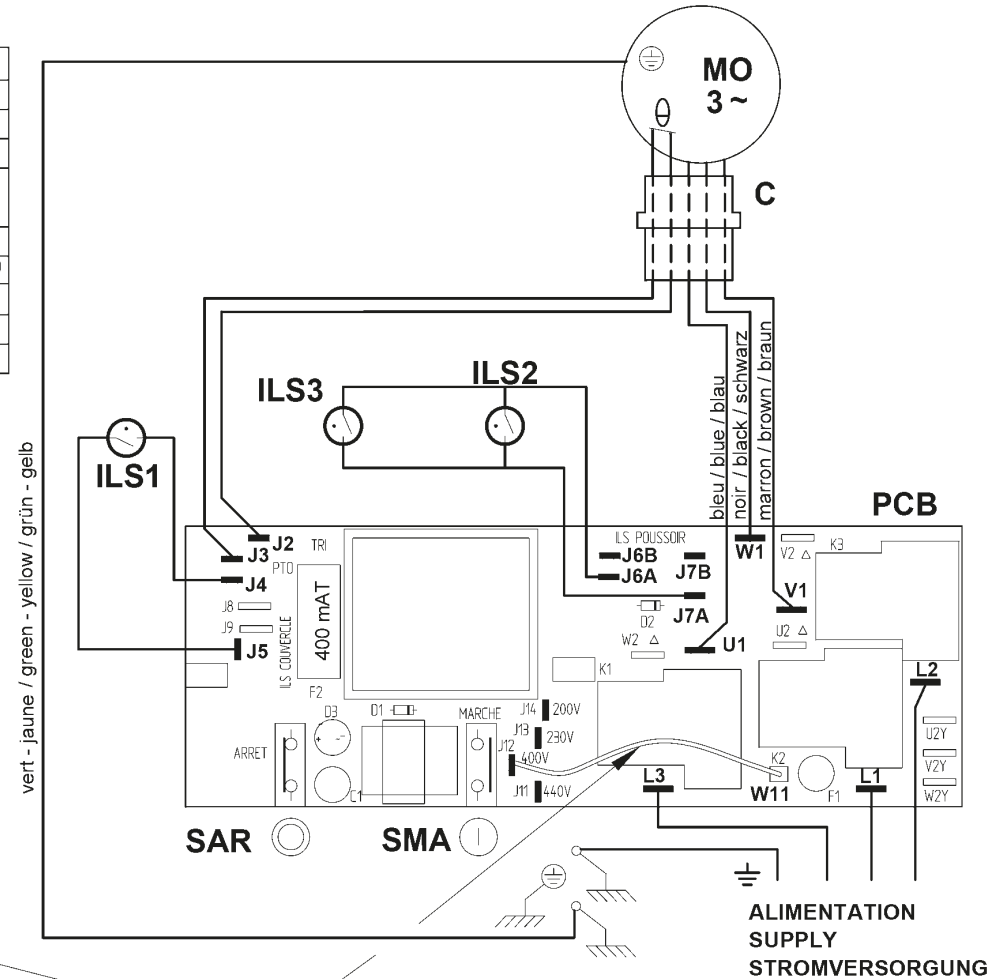 MO
3 ~
C
ILS3
ILS2
ILS1
bleu / blue / blau
noir / black / schwarz
marron / brown / braun
vert - jaune / green - yellow / grün - gelb
PCB
J2
J3
TRI
PTO
J4
J8
J9
J5
ILS COUVERCLE
400 mAT
F2
ILS POUSSOIR
J6B
J6A
J7B
J7A
D2
W2
U1
W1
V2
K3
V1
U2
L2
K1
D3
D1
MARCHE
J14
200V
J13
230V
J12
400V
J11
440V
ARRET
C1
L3
K2
W11
F1
L1
U2Y
V2Y
W2Y
SAR
SMA
ALIMENTATION
SUPPLY
STROMVERSORGUNG